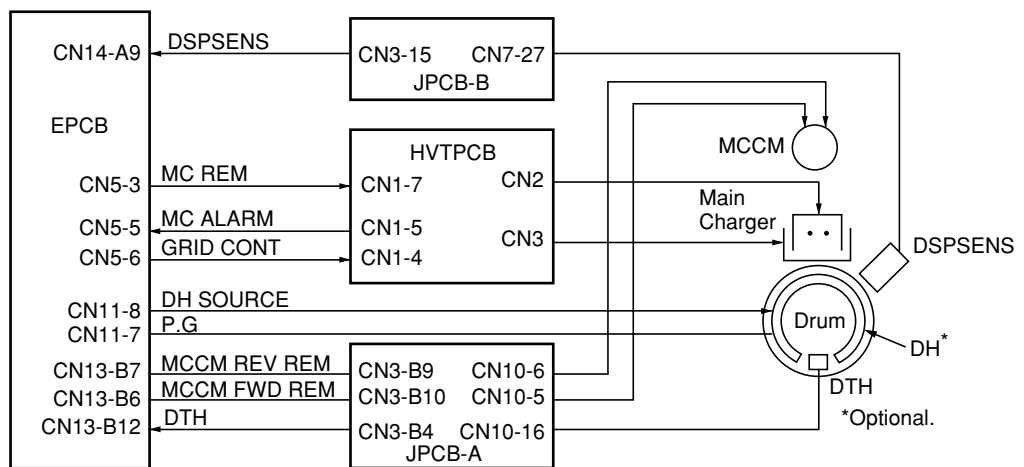 CN14-A9 DSPSENS CN3-15 CN7-27
JPCB-B
EPCB
HVTPCB
MCCM
CN5-3 MC REM CN1-7 CN2
Main
Charger
CN5-5 MC ALARM CN1-5 CN3
CN5-6 GRID CONT CN1-4
DSPSENS
CN11-8 DH SOURCE
CN11-7 P.G
Drum
DH*
CN13-B7 MCCM REV REM CN3-B9 CN10-6
DTH
CN13-B6 MCCM FWD REM CN3-B10 CN10-5
*Optional.
CN13-B12 DTH CN3-B4 CN10-16
JPCB-A